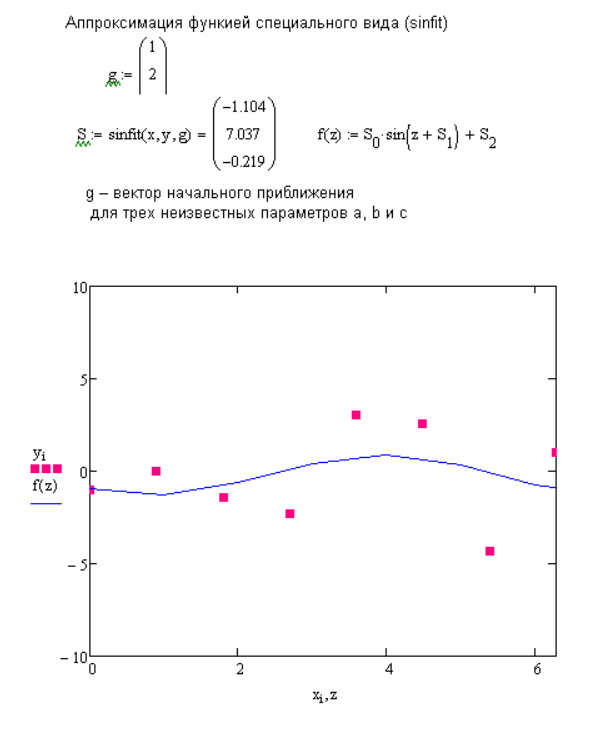 Аппроксимация функией специального вида (sinfit)
g := (1 2
S := sinfit(x,y,g) = (-1.104 7.037 -0.219) f(z) := S0·sin(z + S1) + S2
g – вектор начального приближения
для трех неизвестных параметров a, b и c
10
5
0
-5
-10
yi
f(z)
0 2 4 6
xi,z